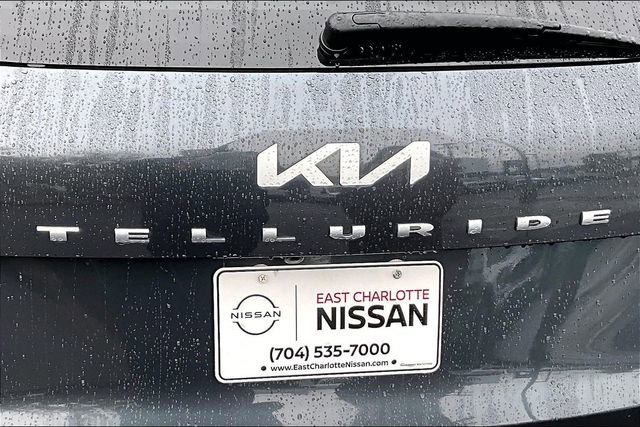 KIA
TELLURIDE
NISSAN
EAST CHARLOTTE
NISSAN
(704) 535-7000
• www.EastCharlotteNissan.com •